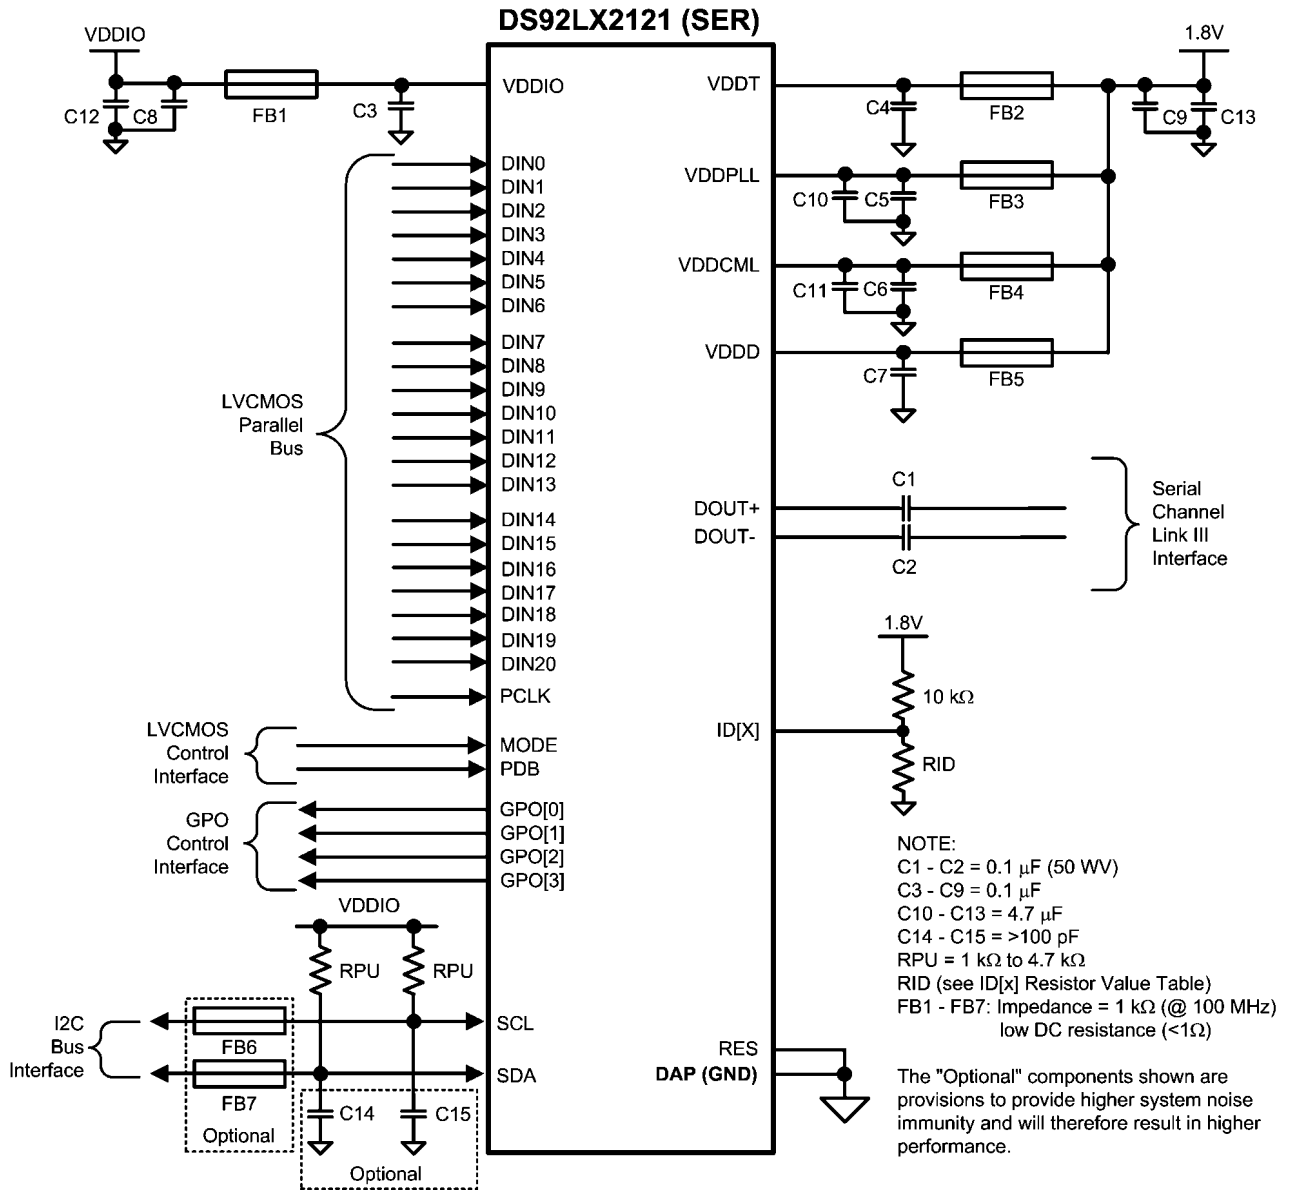 DS92LX2121 (SER)
VDDIO
C12
C8
FB1
C3
VDDIO
VDDT
C4
FB2
1.8V
C9
C13
VDDPLL
C10
C5
FB3
VDDCML
C11
C6
FB4
VDDD
C7
FB5
LVCMOS
Parallel
Bus
DIN0
DIN1
DIN2
DIN3
DIN4
DIN5
DIN6
DIN7
DIN8
DIN9
DIN10
DIN11
DIN12
DIN13
DIN14
DIN15
DIN16
DIN17
DIN18
DIN19
DIN20
PCLK
DOUT+
DOUT-
C1
C2
Serial
Channel
Link III
Interface
LVCMOS
Control
Interface
MODE
PDB
1.8V
10 kΩ
ID[X]
RID
GPO
Control
Interface
GPO[0]
GPO[1]
GPO[2]
GPO[3]
VDDIO
RPU
RPU
I2C
Bus
Interface
FB6
FB7
Optional
SCL
SDA
C14
C15
Optional
RES
DAP (GND)
NOTE:
C1 - C2 = 0.1 μF (50 WV)
C3 - C9 = 0.1 μF
C10 - C13 = 4.7 μF
C14 - C15 = >100 pF
RPU = 1 kΩ to 4.7 kΩ
RID (see ID[x] Resistor Value Table)
FB1 - FB7: Impedance = 1 kΩ (@ 100 MHz)
low DC resistance (<1Ω)
The "Optional" components shown are
provisions to provide higher system noise
immunity and will therefore result in higher
performance.